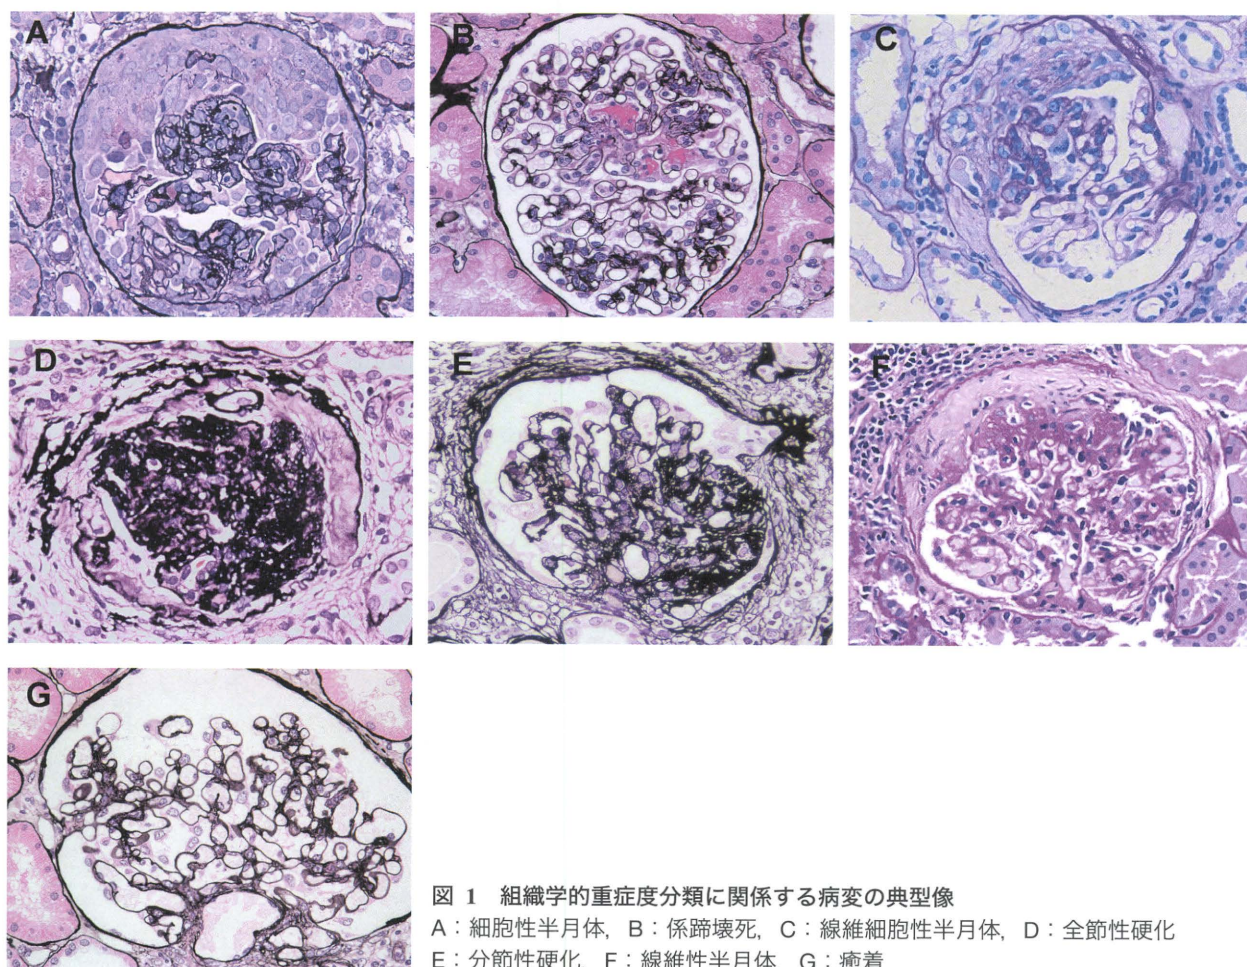 A
B
C
D
E
F
G
図 1 組織学的重症度分類に関係する病変の典型像
A：細胞性半月体，B：係蹄壊死，C：線維細胞性半月体，D：全節性硬化
E：分節性硬化，F：線維性半月体，G：癒着